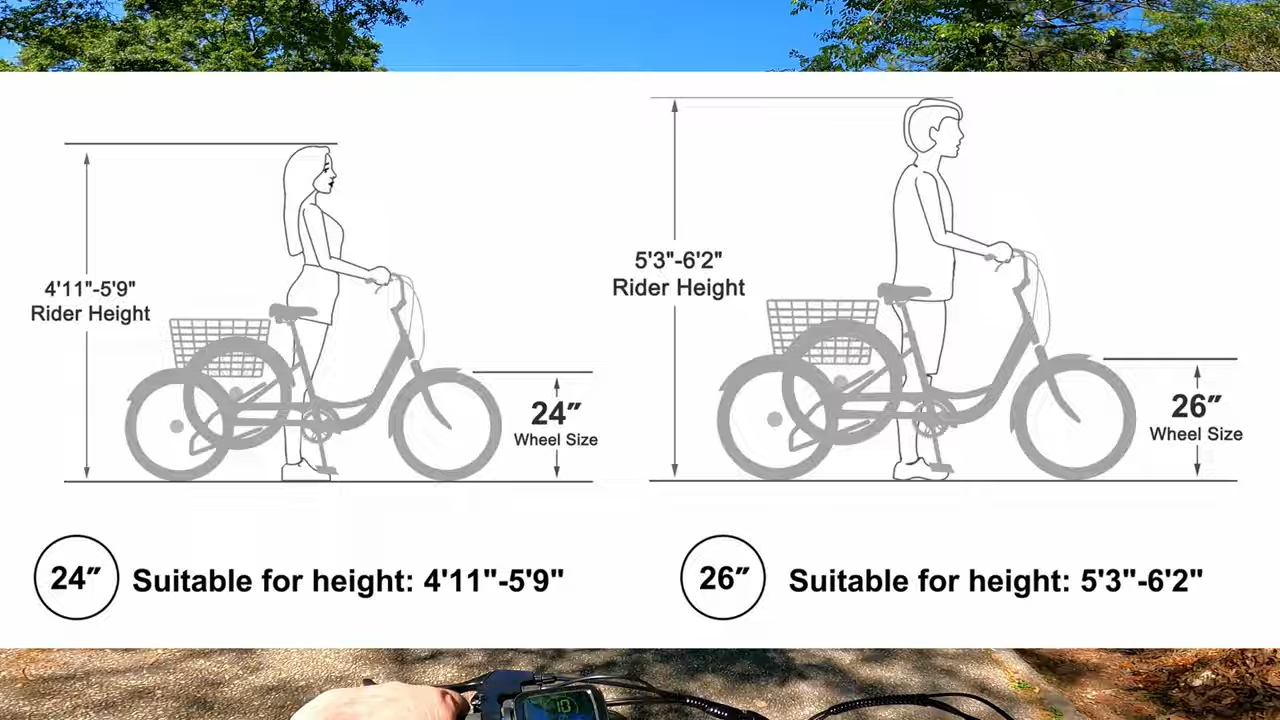 4'11"-5'9"
Rider Height
24″
Wheel Size
24″
Suitable for height: 4'11"-5'9"
5'3"-6'2"
Rider Height
26″
Wheel Size
26″
Suitable for height: 5'3"-6'2"
10